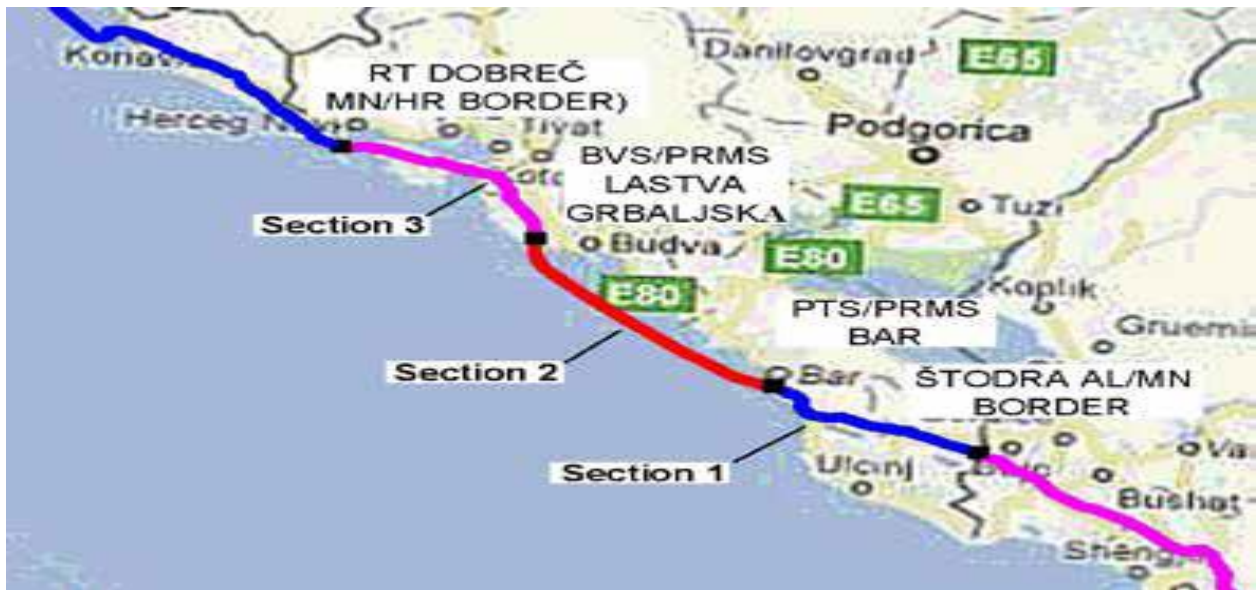 Konav
RT DOBREČ
MN/HR BORDER)
Danilovgrad
E65
Herceg Novi
Tivat
Podgorica
BVS/PRMS
LASTVA
GRBALJSKA
Section 3
E65
Tuzi
Budva
E80
E80
Koplik
PTS/PRMS
BAR
Gruemi
Section 2
Bar
ŠTODRA AL/MN
BORDER
Section 1
Ulcinj
Bushat
Shëngj